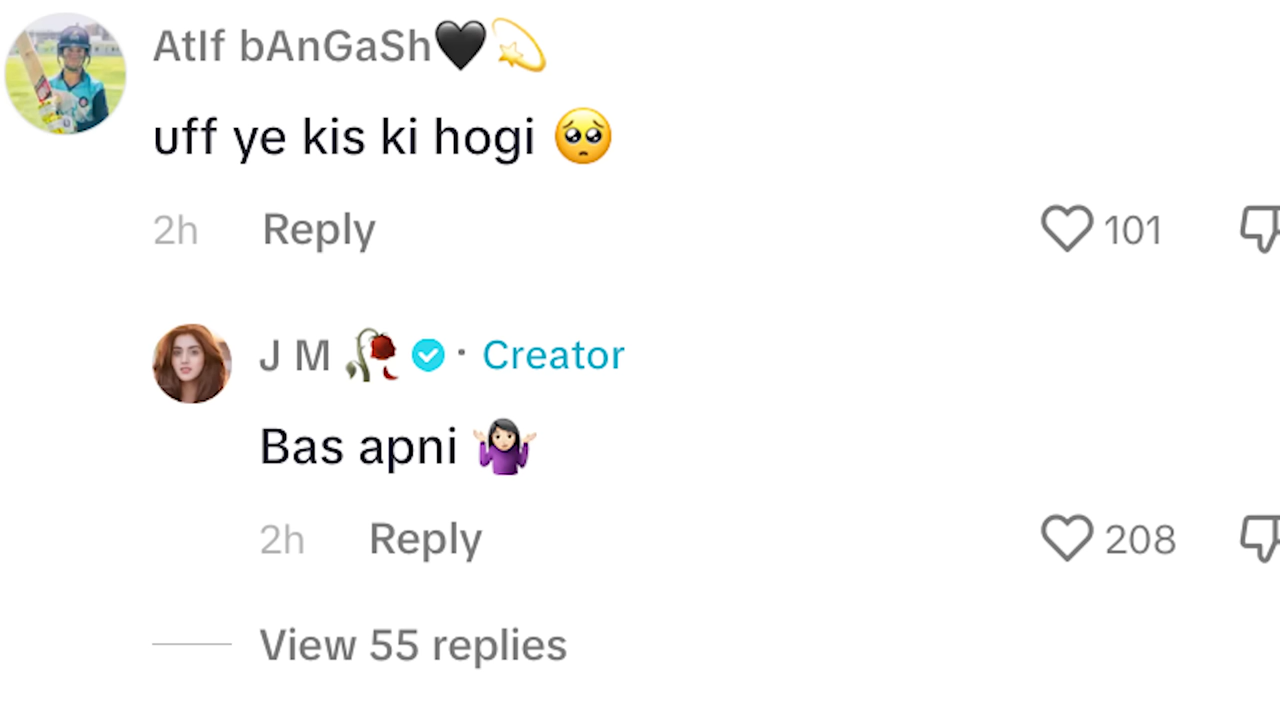 AtIf bAnGaSh🖤💫
uff ye kis ki hogi 🥺
2h Reply 101
J M 🥀 · Creator
Bas apni 🤷🏻‍♀️
2h Reply 208
View 55 replies